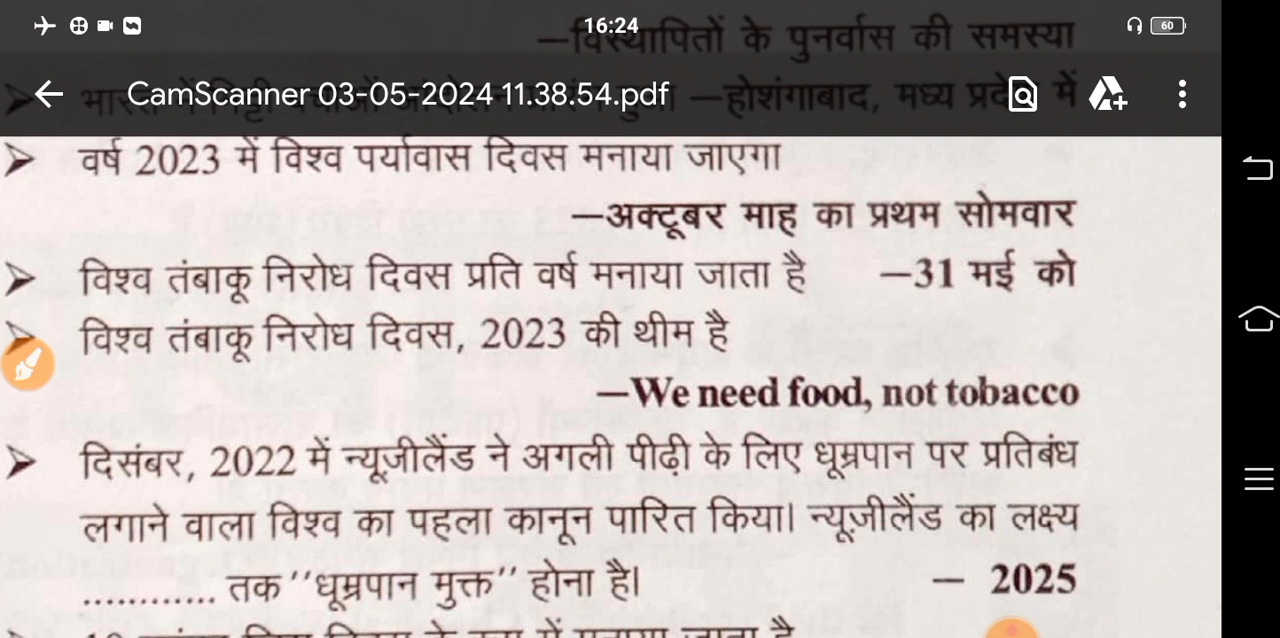 16:24
60
—विस्थापितों के पुनर्वास की समस्या
CamScanner 03-05-2024 11.38.54.pdf
भारत में —होशंगाबाद, मध्य प्रदे में
➤ वर्ष 2023 में विश्व पर्यावास दिवस मनाया जाएगा
—अक्टूबर माह का प्रथम सोमवार
➤ विश्व तंबाकू निरोध दिवस प्रति वर्ष मनाया जाता है —31 मई को
➤ विश्व तंबाकू निरोध दिवस, 2023 की थीम है
—We need food, not tobacco
➤ दिसंबर, 2022 में न्यूज़ीलैंड ने अगली पीढ़ी के लिए धूम्रपान पर प्रतिबंध
लगाने वाला विश्व का पहला कानून पारित किया। न्यूज़ीलैंड का लक्ष्य
............ तक ''धूम्रपान मुक्त'' होना है। — 2025